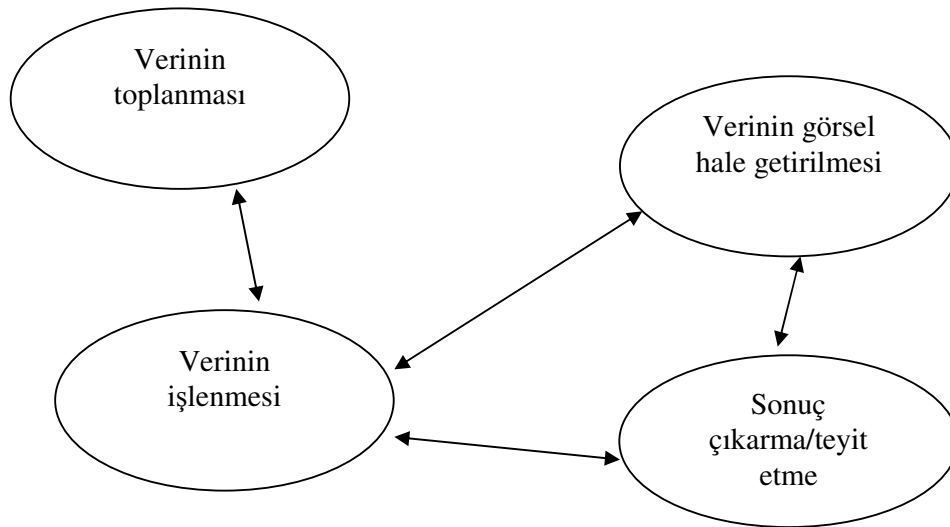 Verinin
toplanması
Verinin görsel
hale getirilmesi
Verinin
işlenmesi
Sonuç
çıkarma/teyit
etme